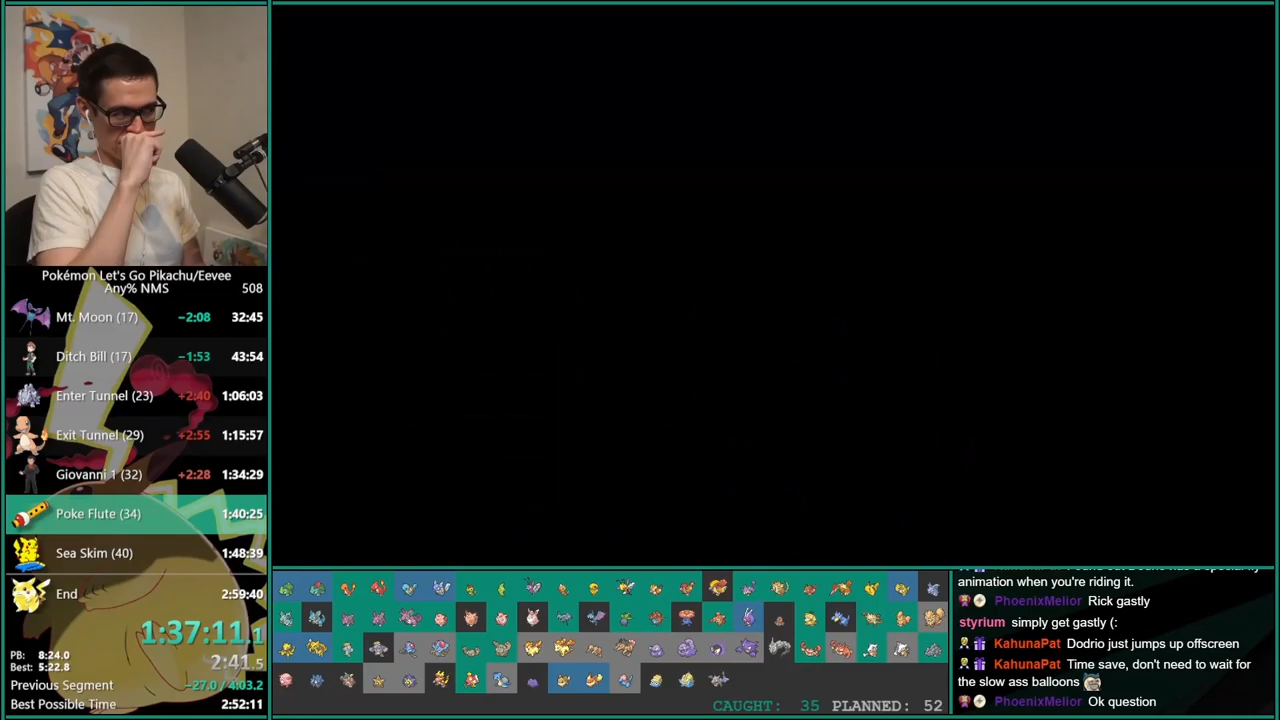 Pokémon Let's Go Pikachu/Eevee
Any% NMS 508
Mt. Moon (17) −2:08 32:45
Ditch Bill (17) −1:53 43:54
Enter Tunnel (23) +2:40 1:06:03
Exit Tunnel (29) +2:55 1:15:57
Giovanni 1 (32) +2:28 1:34:29
Poke Flute (34) 1:40:25
Sea Skim (40) 1:48:39
End 2:59:40
1:37:11.1
PB: 8:24.0
Best: 5:22.8
2:41.5
Previous Segment −27.0 / 4:03.2
Best Possible Time 2:52:11
CAUGHT: 35 PLANNED: 52
animation when you're riding it.
PhoenixMelior Rick gastly
styrium simply get gastly (:
KahunaPat Dodrio just jumps up offscreen
KahunaPat Time save, don't need to wait for
the slow ass balloons
PhoenixMelior Ok question